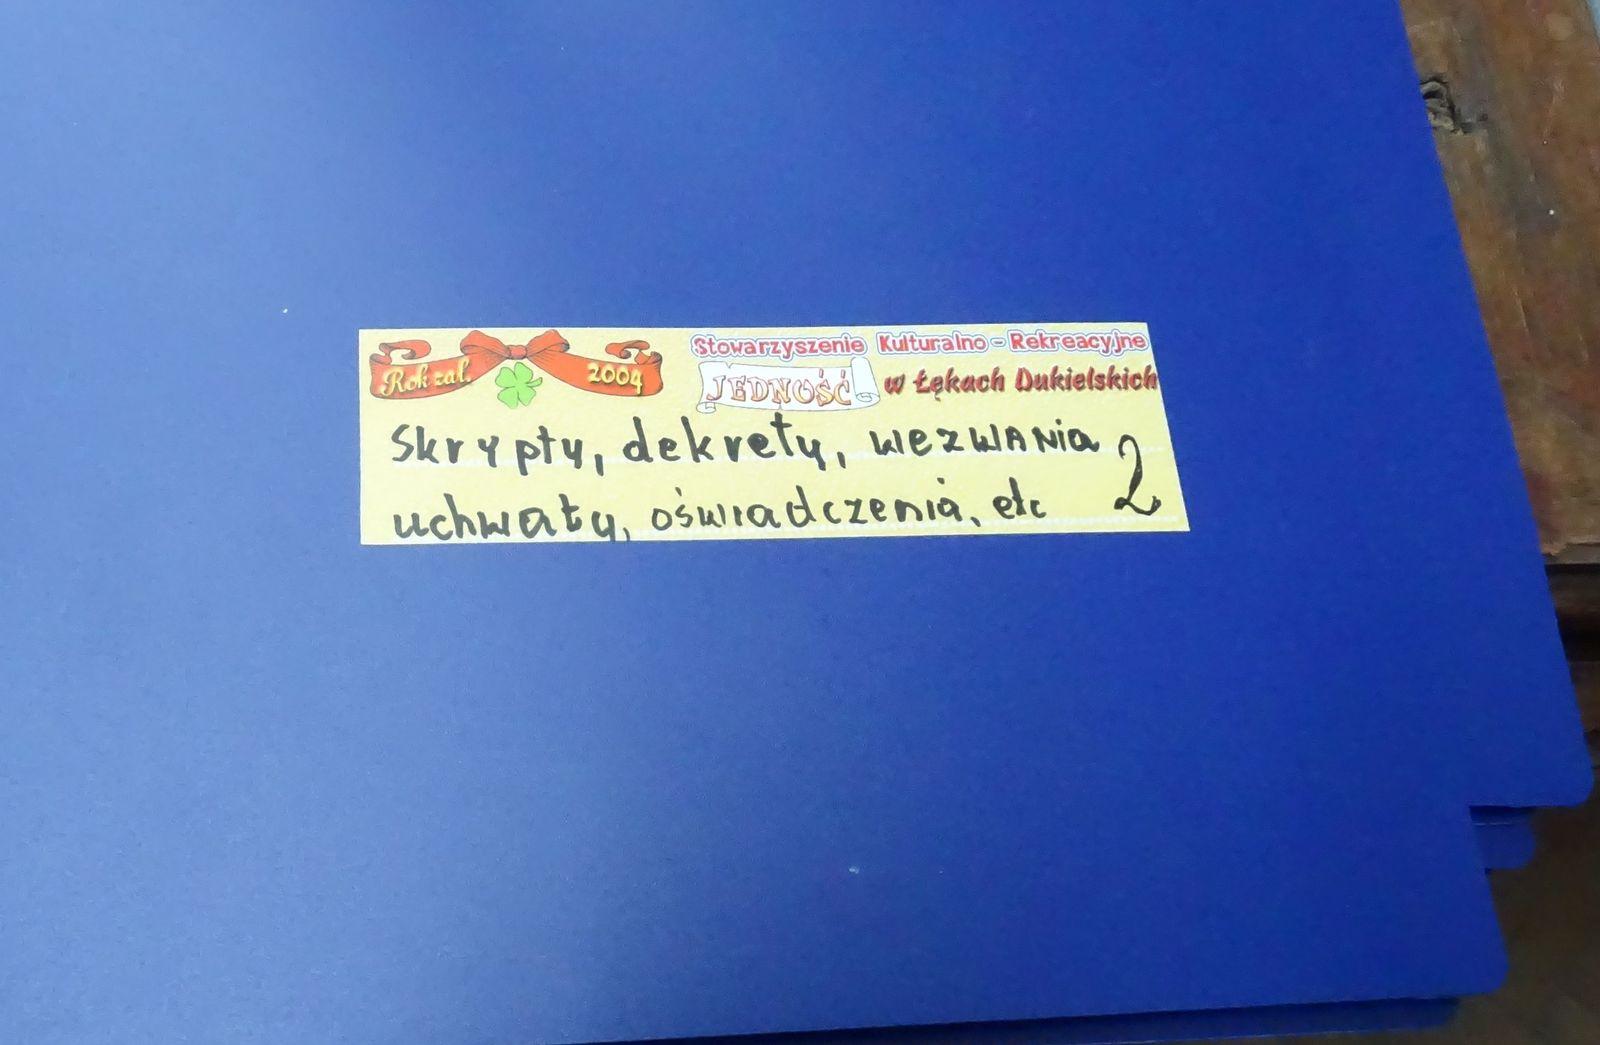 Rok zał. 2004
Stowarzyszenie Kulturalno - Rekreacyjne
JEDNOŚĆ w Łękach Dukielskich
Skrypty, dekrety, wezwania
uchwały, oświadczenia, etc 2